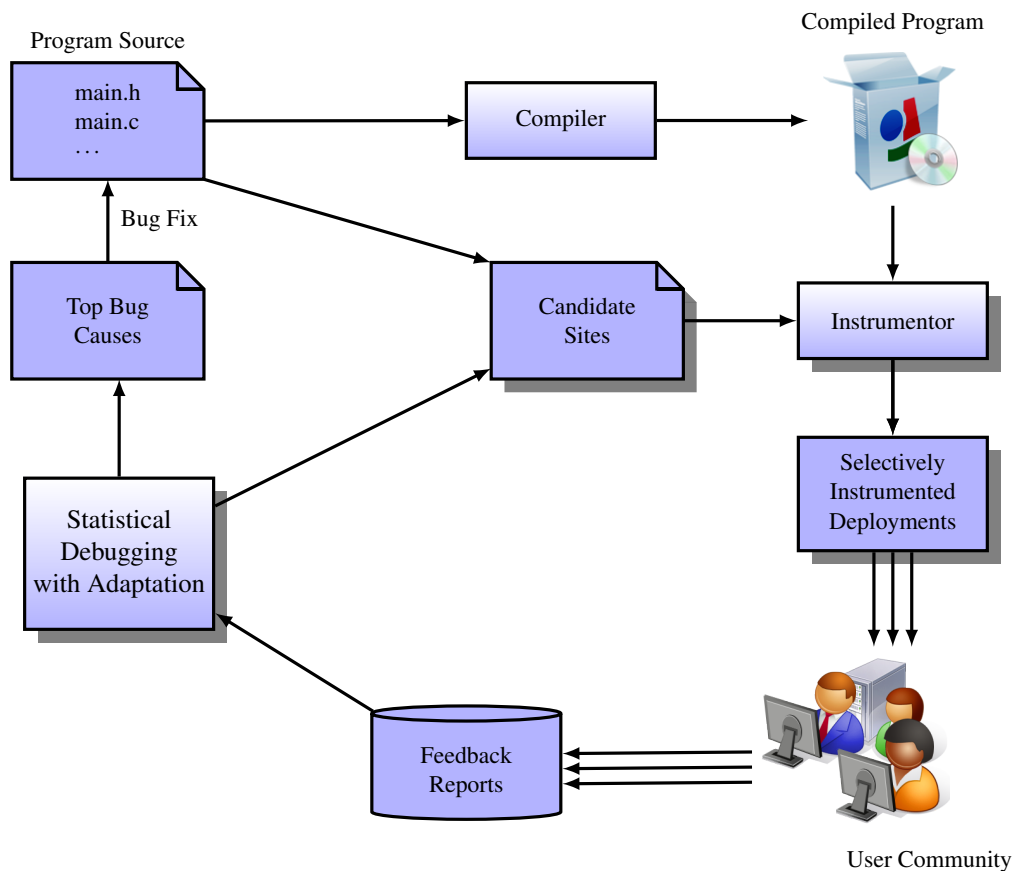 Compiled Program
Program Source
main.h
main.c
...
Compiler
Bug Fix
Top Bug
Causes
Candidate
Sites
Instrumentor
Selectively
Instrumented
Deployments
Statistical
Debugging
with Adaptation
Feedback
Reports
User Community